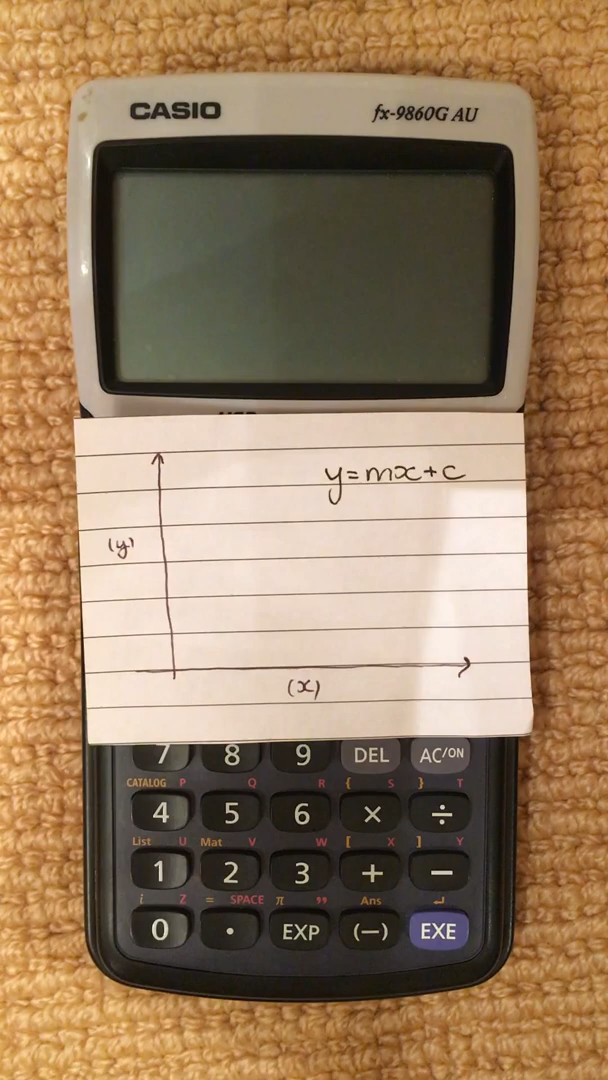 CASIO fx-9860G AU
y=mx+c
(y)
(x)
7 8 9 DEL AC/ON
CATALOG P Q R { S } T
4 5 6 × ÷
List U Mat V W [ X ] Y
1 2 3 + −
i Z = SPACE π " Ans ↵
0 • EXP (−) EXE